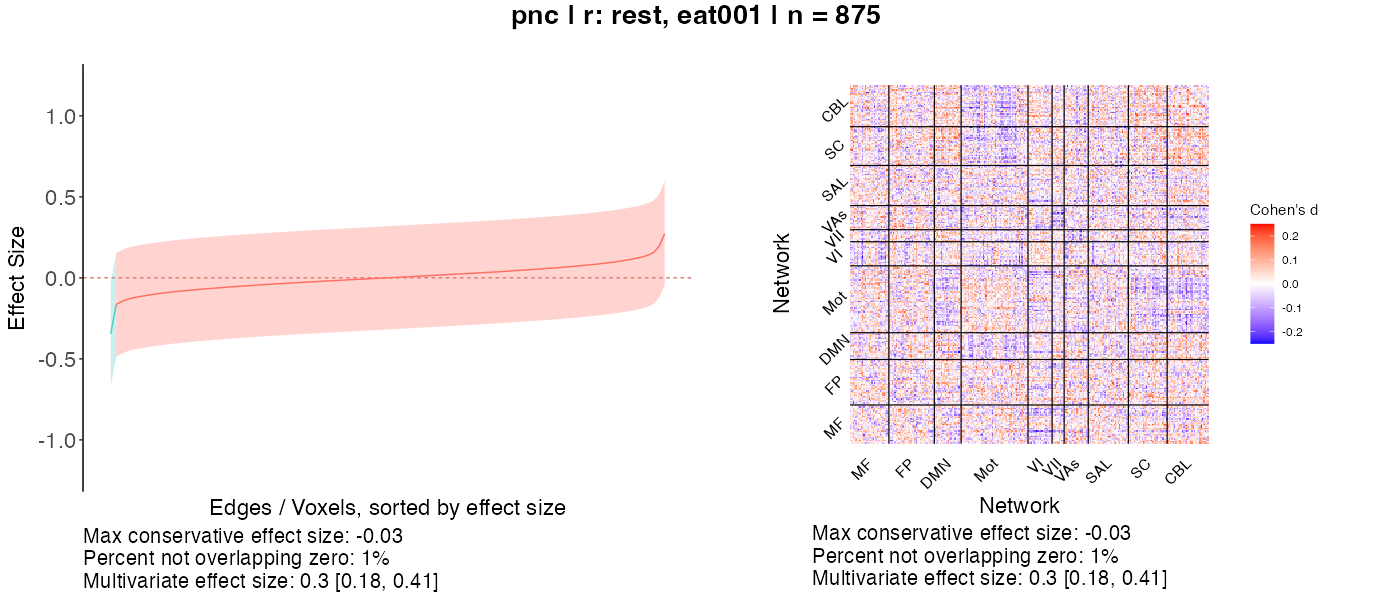 pnc | r: rest, eat001 | n = 875
Effect Size
1.0
0.5
0.0
-0.5
-1.0
Edges / Voxels, sorted by effect size
Max conservative effect size: -0.03
Percent not overlapping zero: 1%
Multivariate effect size: 0.3 [0.18, 0.41]
Network
CBL
SC
SAL
VAs
VII
VI
Mot
DMN
FP
MF
MF
FP
DMN
Mot
VI
VII
VAs
SAL
SC
CBL
Network
Max conservative effect size: -0.03
Percent not overlapping zero: 1%
Multivariate effect size: 0.3 [0.18, 0.41]
Cohen's d
0.2
0.1
0.0
-0.1
-0.2